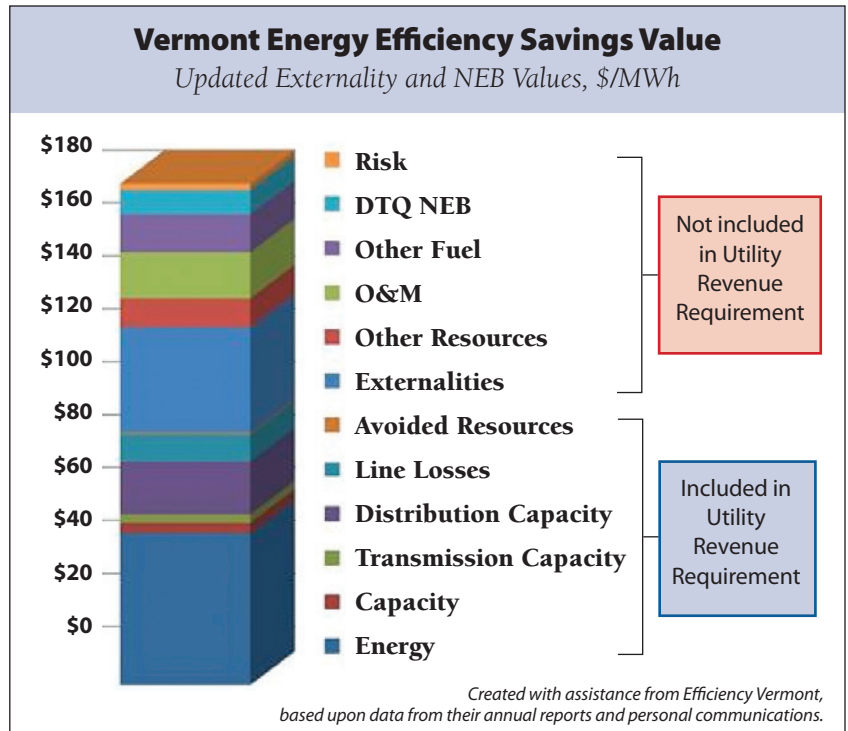 Vermont Energy Efficiency Savings Value
Updated Externality and NEB Values, $/MWh
$180
$160
$140
$120
$100
$80
$60
$40
$20
$0
Risk
DTQ NEB
Other Fuel
O&M
Other Resources
Externalities
Avoided Resources
Line Losses
Distribution Capacity
Transmission Capacity
Capacity
Energy
Not included
in Utility
Revenue
Requirement
Included in
Utility
Revenue
Requirement
Created with assistance from Efficiency Vermont,
based upon data from their annual reports and personal communications.